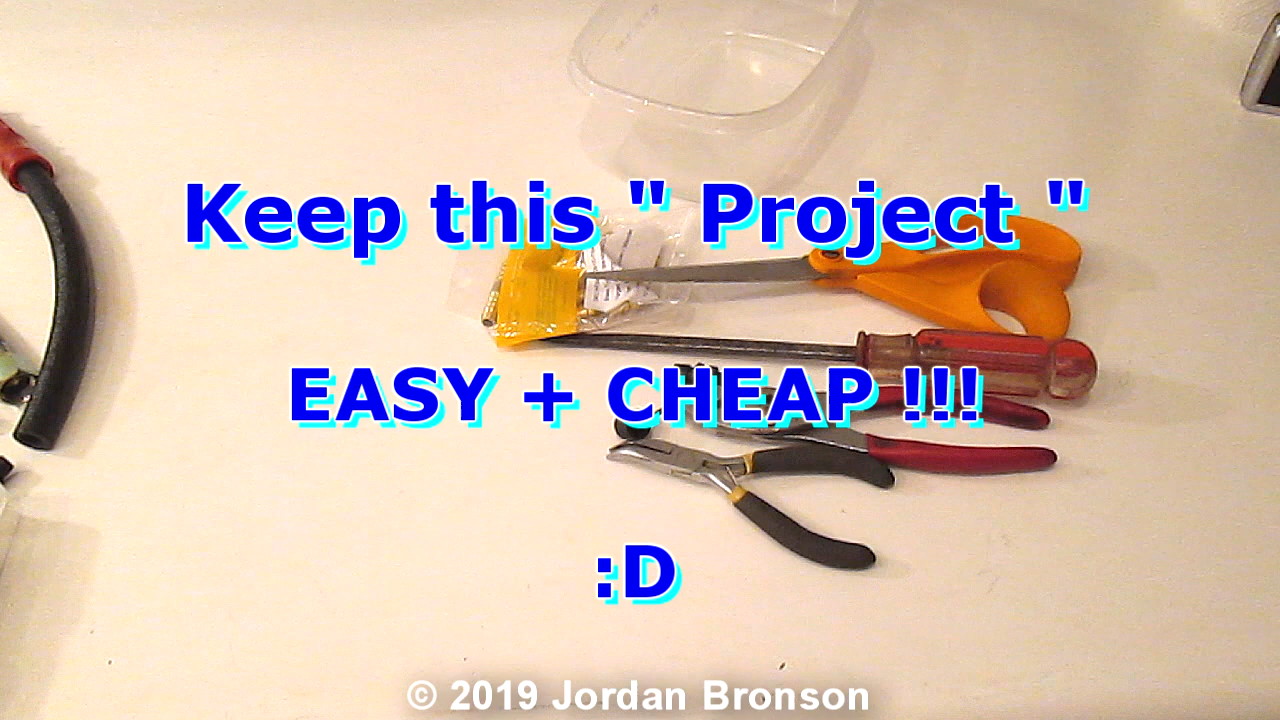 Keep this " Project "
EASY + CHEAP !!!
:D
© 2019 Jordan Bronson